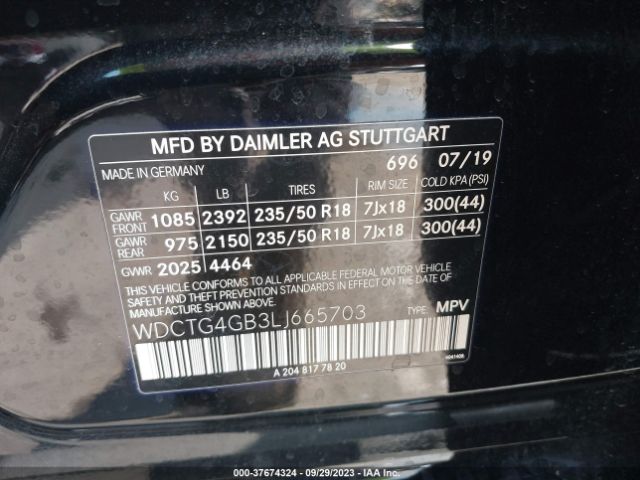 MFD BY DAIMLER AG STUTTGART
MADE IN GERMANY 696 07/19
KG LB TIRES RIM SIZE COLD KPA (PSI)
GAWR FRONT 1085 2392 235/50 R18 7Jx18 300(44)
GAWR REAR 975 2150 235/50 R18 7Jx18 300(44)
GVWR 2025 4464
THIS VEHICLE CONFORMS TO ALL APPLICABLE FEDERAL MOTOR VEHICLE
SAFETY AND THEFT PREVENTION STANDARDS IN EFFECT
ON THE DATE OF MANUFACTURE SHOWN ABOVE.
WDCTG4GB3LJ665703 TYPE: MPV
A 204 817 78 20
000-37674324 | 09/29/2023 | IAA Inc.